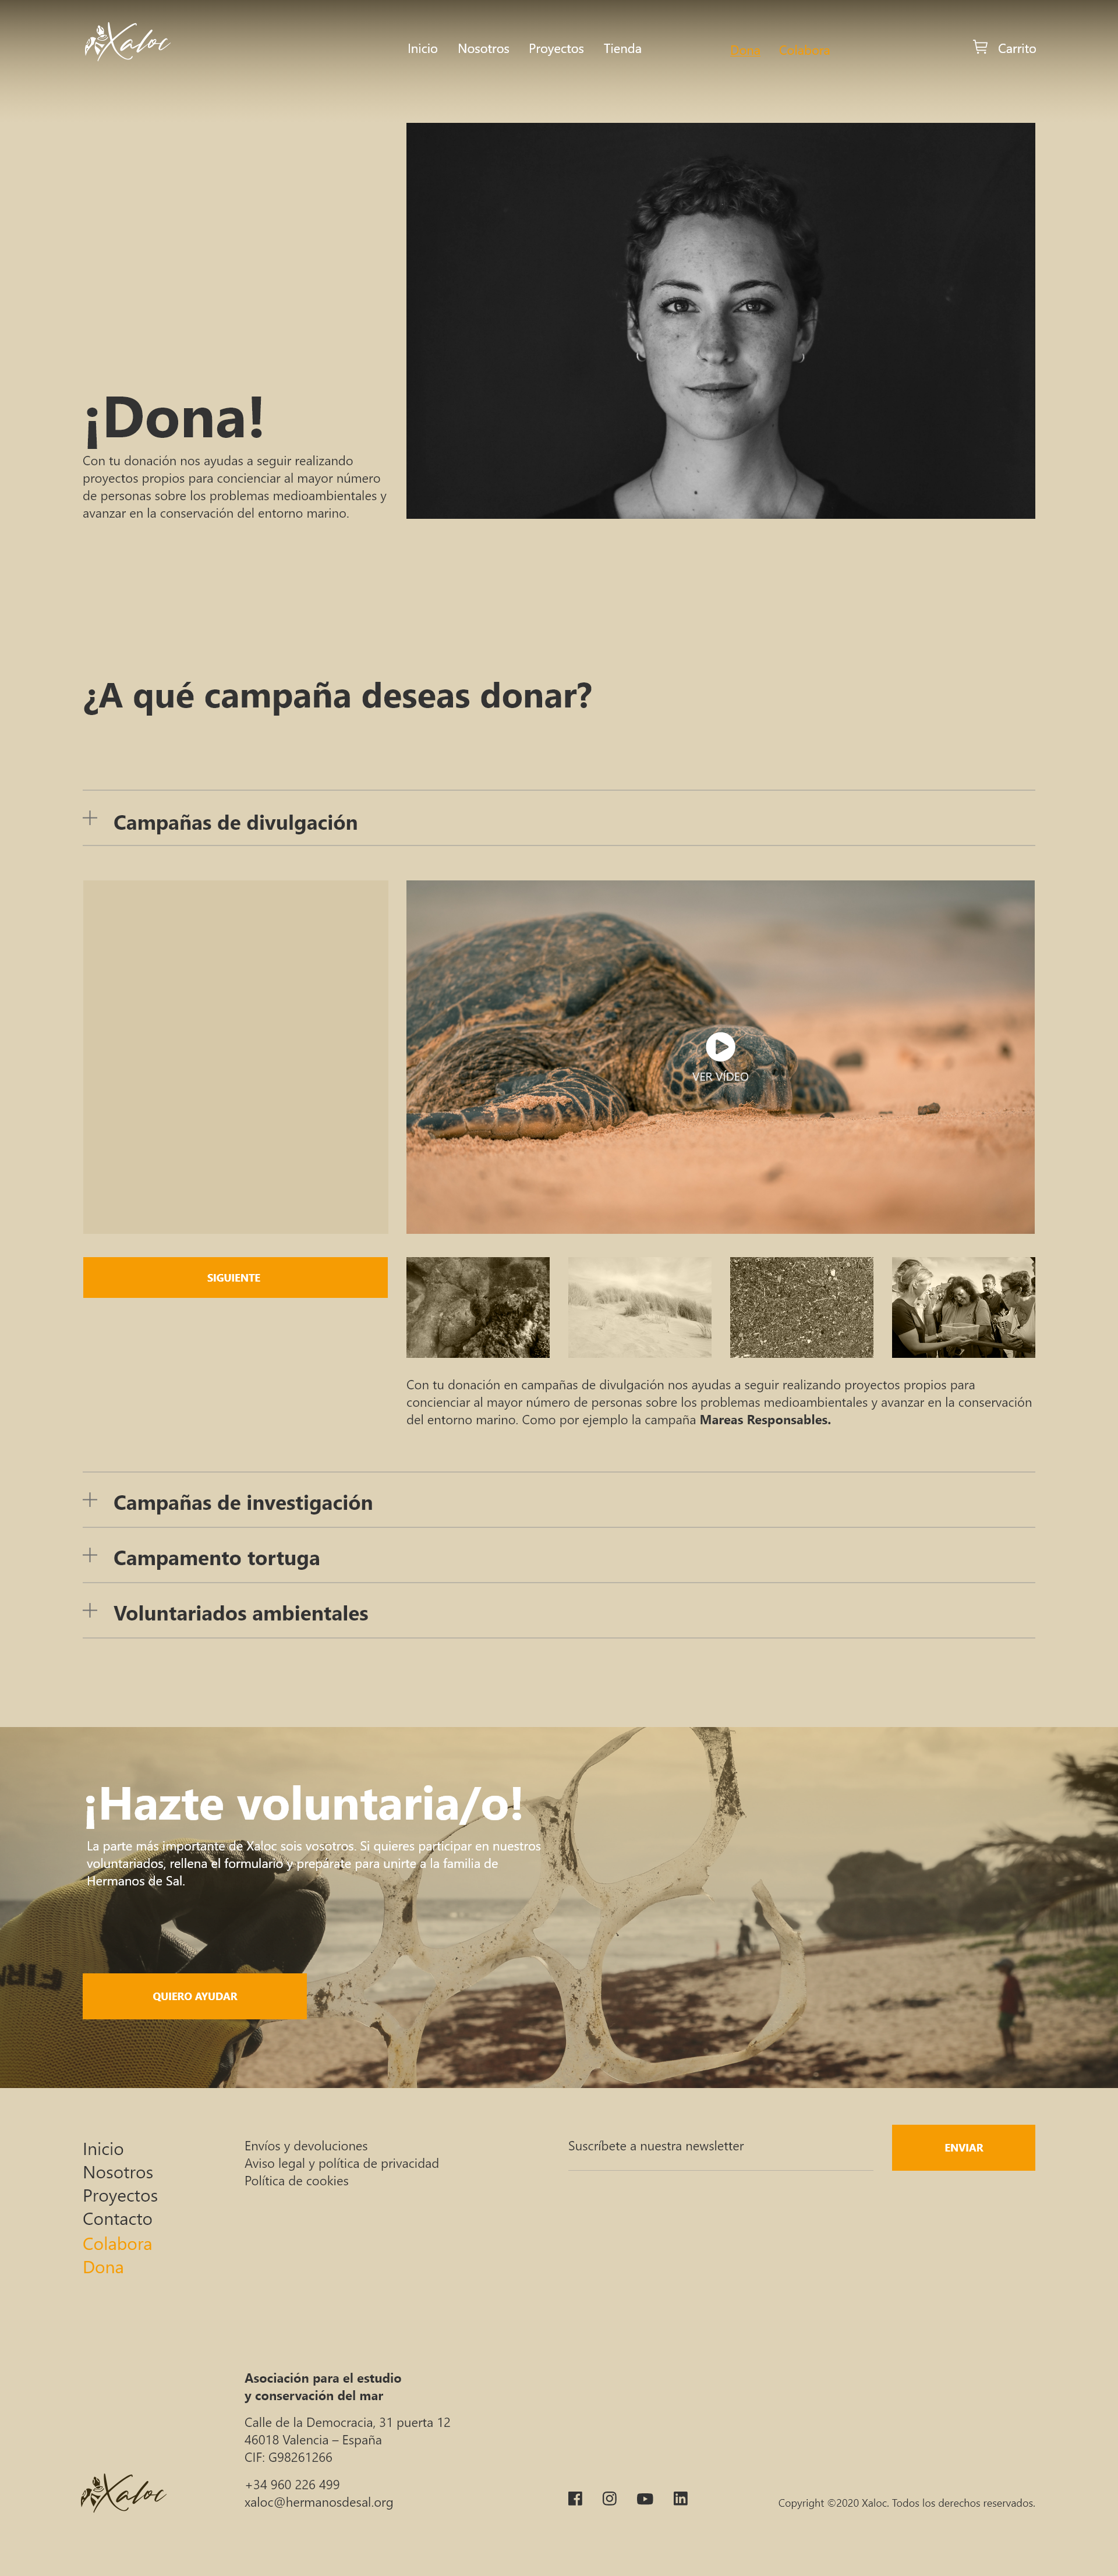 Xaloc
Inicio Nosotros Proyectos Tienda Dona Colabora Carrito
¡Dona!
Con tu donación nos ayudas a seguir realizando
proyectos propios para concienciar al mayor número
de personas sobre los problemas medioambientales y
avanzar en la conservación del entorno marino.
¿A qué campaña deseas donar?
Campañas de divulgación
VER VÍDEO
SIGUIENTE
Con tu donación en campañas de divulgación nos ayudas a seguir realizando proyectos propios para
concienciar al mayor número de personas sobre los problemas medioambientales y avanzar en la conservación
del entorno marino. Como por ejemplo la campaña Mareas Responsables.
Campañas de investigación
Campamento tortuga
Voluntariados ambientales
¡Hazte voluntaria/o!
La parte más importante de Xaloc sois vosotros. Si quieres participar en nuestros
voluntariados, rellena el formulario y prepárate para unirte a la familia de
Hermanos de Sal.
FIRM
QUIERO AYUDAR
Inicio
Nosotros
Proyectos
Contacto
Colabora
Dona
Envíos y devoluciones
Aviso legal y política de privacidad
Política de cookies
Suscríbete a nuestra newsletter
ENVIAR
Asociación para el estudio
y conservación del mar
Calle de la Democracia, 31 puerta 12
46018 Valencia – España
CIF: G98261266
+34 960 226 499
xaloc@hermanosdesal.org
Xaloc
Copyright ©2020 Xaloc. Todos los derechos reservados.